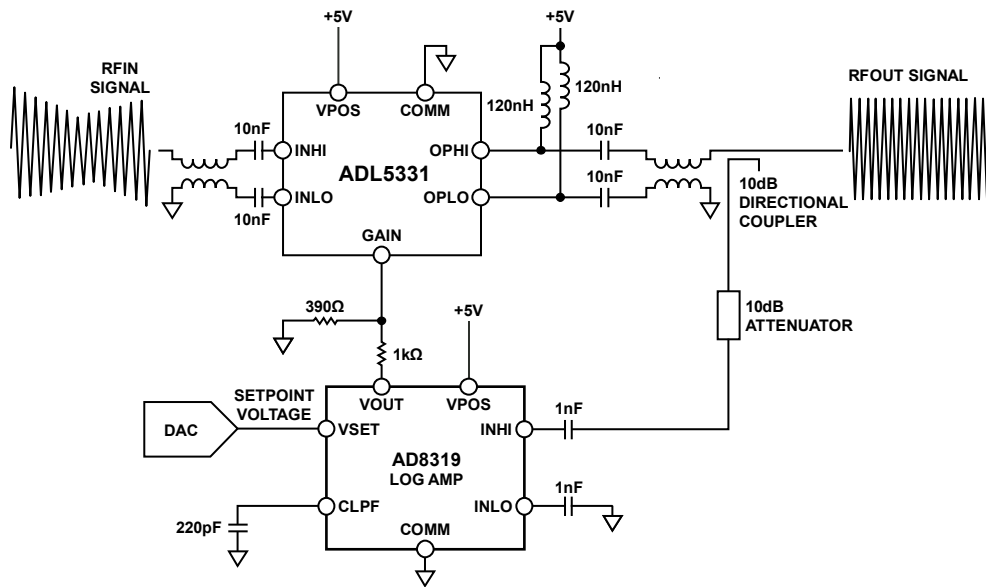 +5V
+5V
RFIN
SIGNAL
RFOUT SIGNAL
120nH
120nH
VPOS
COMM
10nF
10nF
INHI
OPHI
ADL5331
10nF
10nF
INLO
OPLO
10dB
DIRECTIONAL
COUPLER
GAIN
390Ω
+5V
10dB
ATTENUATOR
1kΩ
SETPOINT
VOLTAGE
VOUT
VPOS
1nF
DAC
VSET
INHI
AD8319
LOG AMP
1nF
CLPF
INLO
220pF
COMM